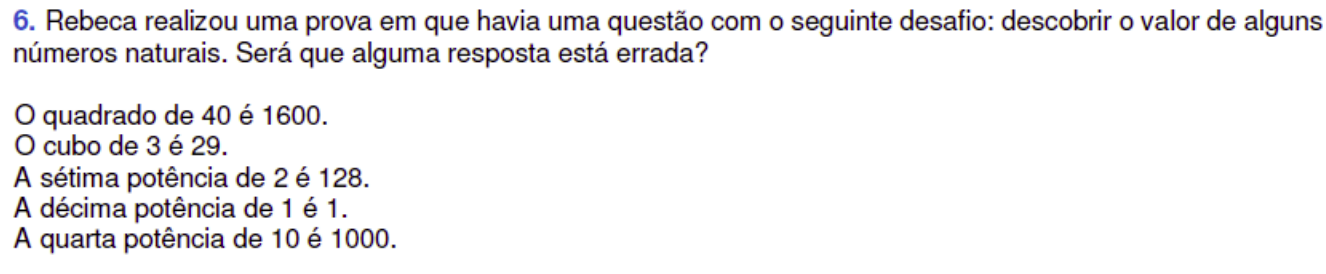 6. Rebeca realizou uma prova em que havia uma questão com o seguinte desafio: descobrir o valor de alguns
números naturais. Será que alguma resposta está errada?
O quadrado de 40 é 1600.
O cubo de 3 é 29.
A sétima potência de 2 é 128.
A décima potência de 1 é 1.
A quarta potência de 10 é 1000.